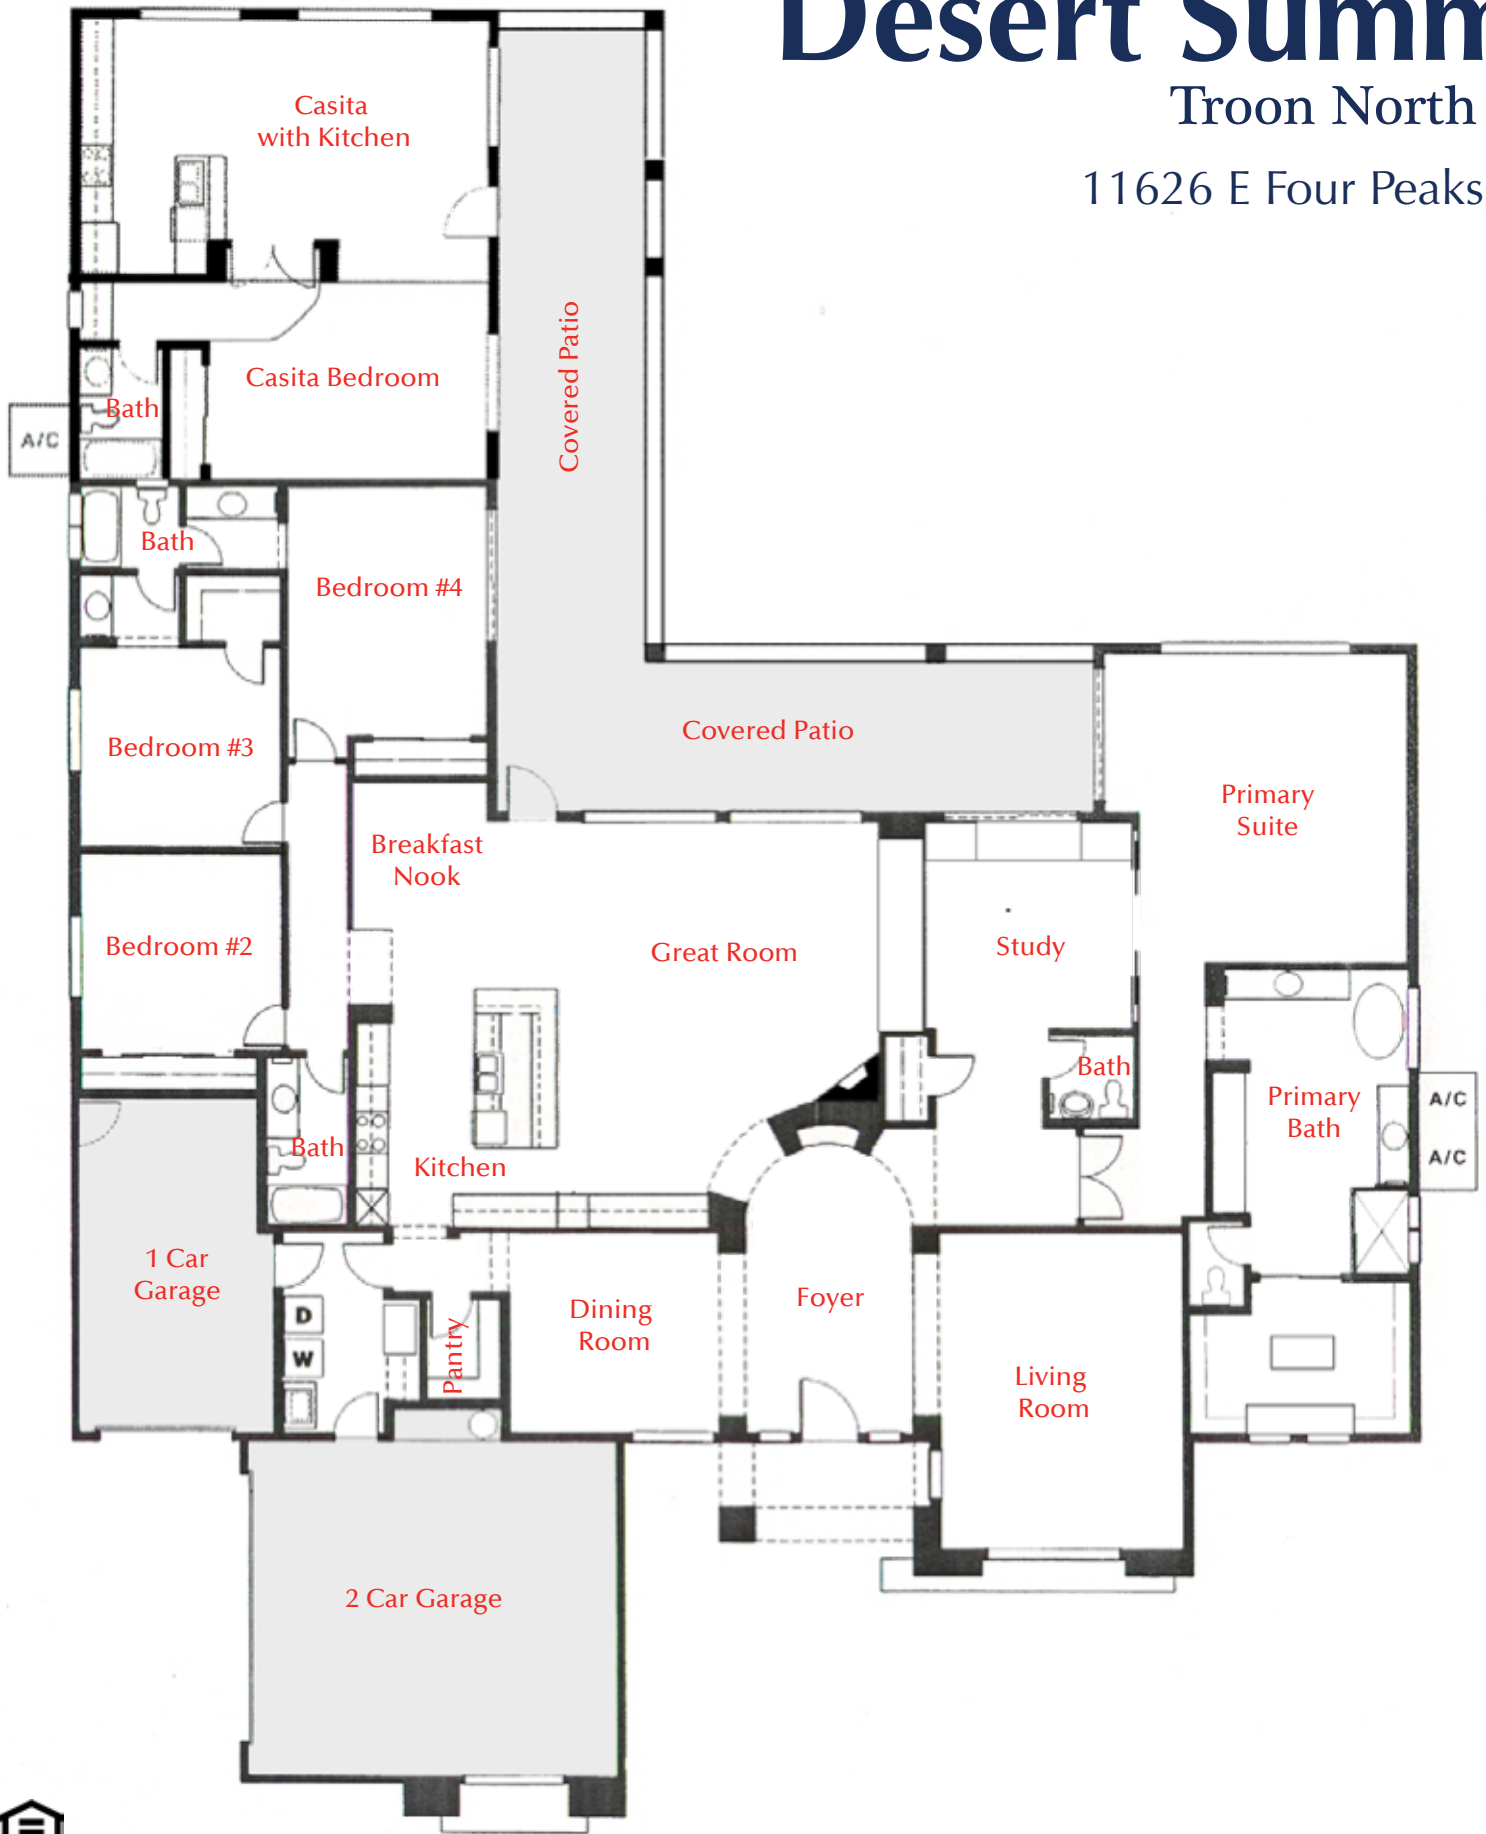 Desert Summ
Troon North
11626 E Four Peaks
Casita
with Kitchen
Covered Patio
Casita Bedroom
Bath
A/C
Bath
Bedroom #4
Bedroom #3
Covered Patio
Primary
Suite
Breakfast
Nook
Bedroom #2
Great Room
Study
Bath
Primary
Bath
A/C
A/C
Bath
Kitchen
1 Car
Garage
D
W
Pantry
Dining
Room
Foyer
Living
Room
2 Car Garage